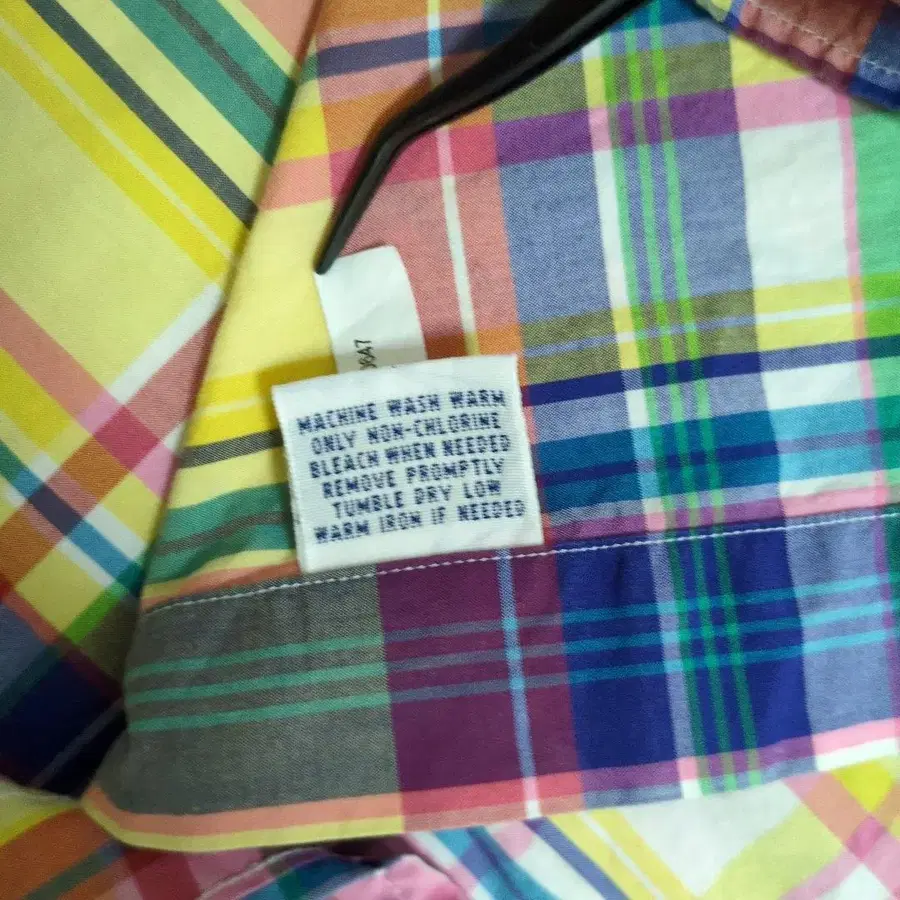 MACHINE WASH WARM
ONLY NON-CHLORINE
BLEACH WHEN NEEDED
REMOVE PROMPTLY
TUMBLE DRY LOW
WARM IRON IF NEEDED